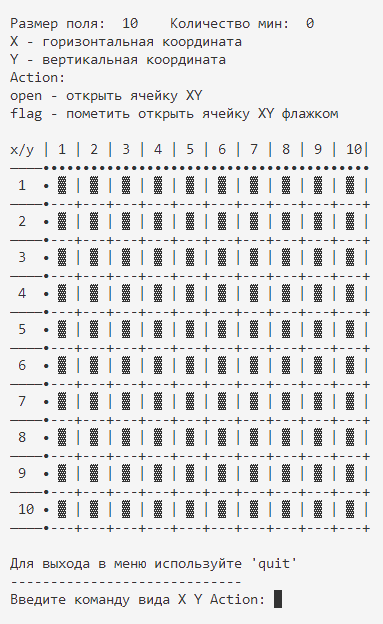 Размер поля:  10    Количество мин:  0
X - горизонтальная координата
Y - вертикальная координата
Action:
open - открыть ячейку XY
flag - пометить открыть ячейку XY флажком
x/y | 1 | 2 | 3 | 4 | 5 | 6 | 7 | 8 | 9 | 10|
————•••••••••••••••••••••••••••••••••••••••••
 1  • ▓ | ▓ | ▓ | ▓ | ▓ | ▓ | ▓ | ▓ | ▓ | ▓ |
————•---+---+---+---+---+---+---+---+---+---+
 2  • ▓ | ▓ | ▓ | ▓ | ▓ | ▓ | ▓ | ▓ | ▓ | ▓ |
————•---+---+---+---+---+---+---+---+---+---+
 3  • ▓ | ▓ | ▓ | ▓ | ▓ | ▓ | ▓ | ▓ | ▓ | ▓ |
————•---+---+---+---+---+---+---+---+---+---+
 4  • ▓ | ▓ | ▓ | ▓ | ▓ | ▓ | ▓ | ▓ | ▓ | ▓ |
————•---+---+---+---+---+---+---+---+---+---+
 5  • ▓ | ▓ | ▓ | ▓ | ▓ | ▓ | ▓ | ▓ | ▓ | ▓ |
————•---+---+---+---+---+---+---+---+---+---+
 6  • ▓ | ▓ | ▓ | ▓ | ▓ | ▓ | ▓ | ▓ | ▓ | ▓ |
————•---+---+---+---+---+---+---+---+---+---+
 7  • ▓ | ▓ | ▓ | ▓ | ▓ | ▓ | ▓ | ▓ | ▓ | ▓ |
————•---+---+---+---+---+---+---+---+---+---+
 8  • ▓ | ▓ | ▓ | ▓ | ▓ | ▓ | ▓ | ▓ | ▓ | ▓ |
————•---+---+---+---+---+---+---+---+---+---+
 9  • ▓ | ▓ | ▓ | ▓ | ▓ | ▓ | ▓ | ▓ | ▓ | ▓ |
————•---+---+---+---+---+---+---+---+---+---+
 10 • ▓ | ▓ | ▓ | ▓ | ▓ | ▓ | ▓ | ▓ | ▓ | ▓ |
————•---+---+---+---+---+---+---+---+---+---+
Для выхода в меню используйте 'quit'
-----------------------------
Введите команду вида X Y Action: